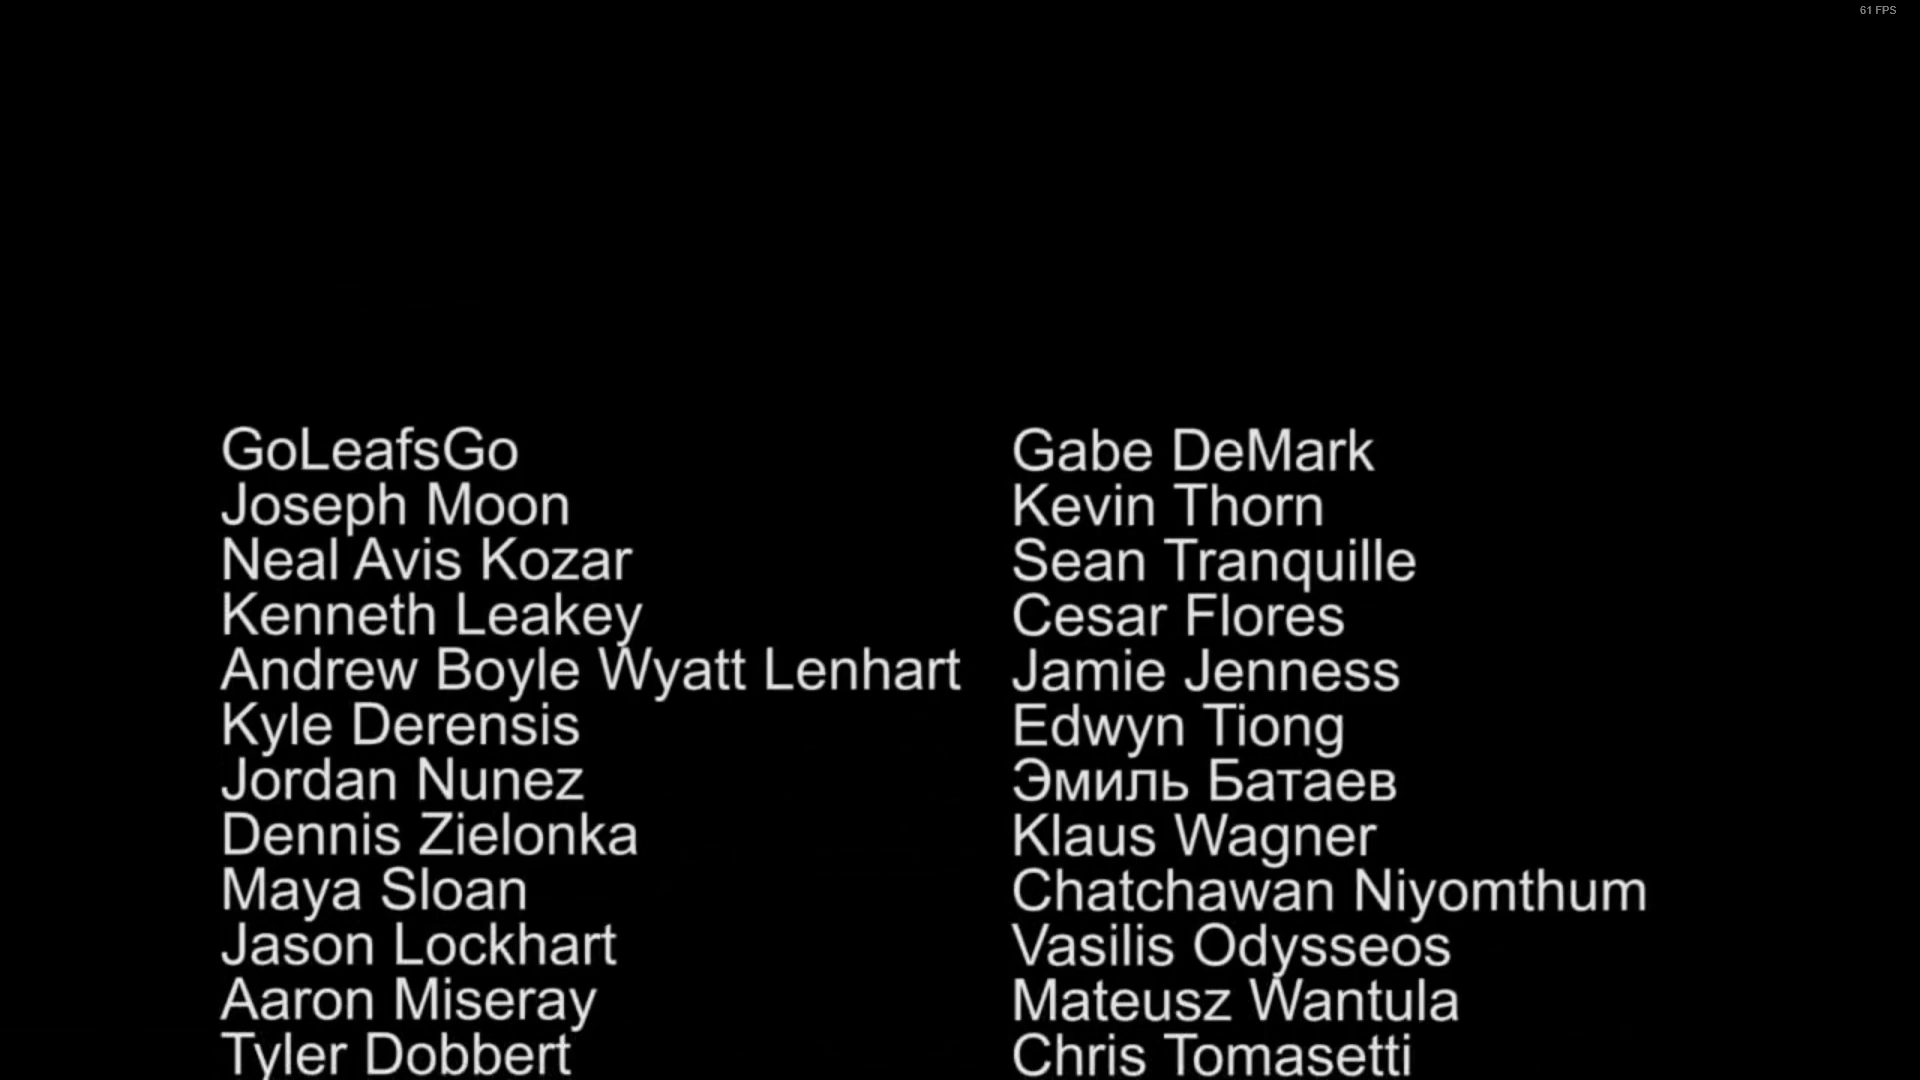 61 FPS
GoLeafsGo
Joseph Moon
Neal Avis Kozar
Kenneth Leakey
Andrew Boyle Wyatt Lenhart
Kyle Derensis
Jordan Nunez
Dennis Zielonka
Maya Sloan
Jason Lockhart
Aaron Miseray
Tyler Dobbert
Gabe DeMark
Kevin Thorn
Sean Tranquille
Cesar Flores
Jamie Jenness
Edwyn Tiong
Эмиль Батаев
Klaus Wagner
Chatchawan Niyomthum
Vasilis Odysseos
Mateusz Wantula
Chris Tomasetti